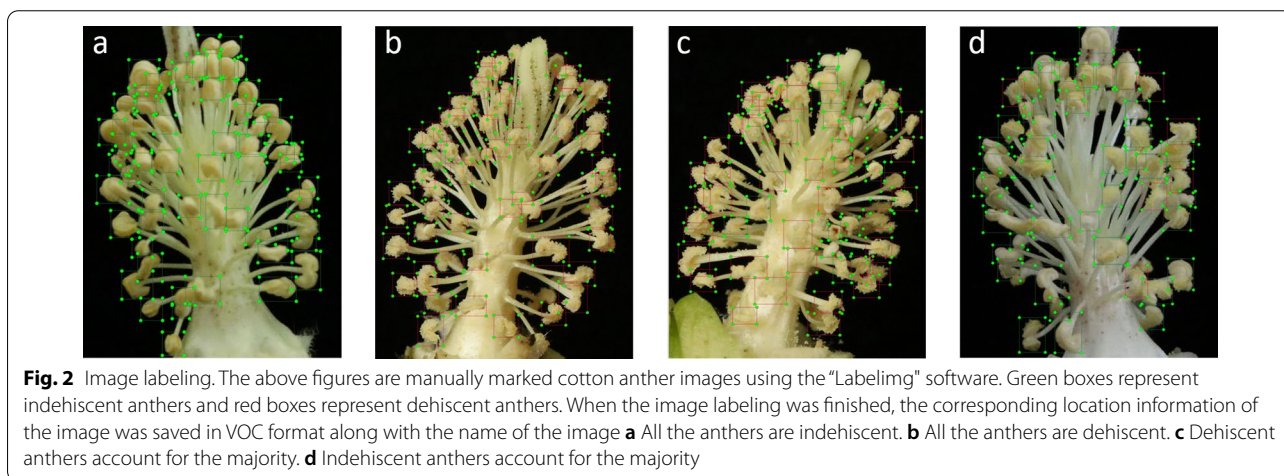 a b c d
Fig. 2 Image labeling. The above figures are manually marked cotton anther images using the “Labelimg" software. Green boxes represent
indehiscent anthers and red boxes represent dehiscent anthers. When the image labeling was finished, the corresponding location information of
the image was saved in VOC format along with the name of the image a All the anthers are indehiscent. b All the anthers are dehiscent. c Dehiscent
anthers account for the majority. d Indehiscent anthers account for the majority